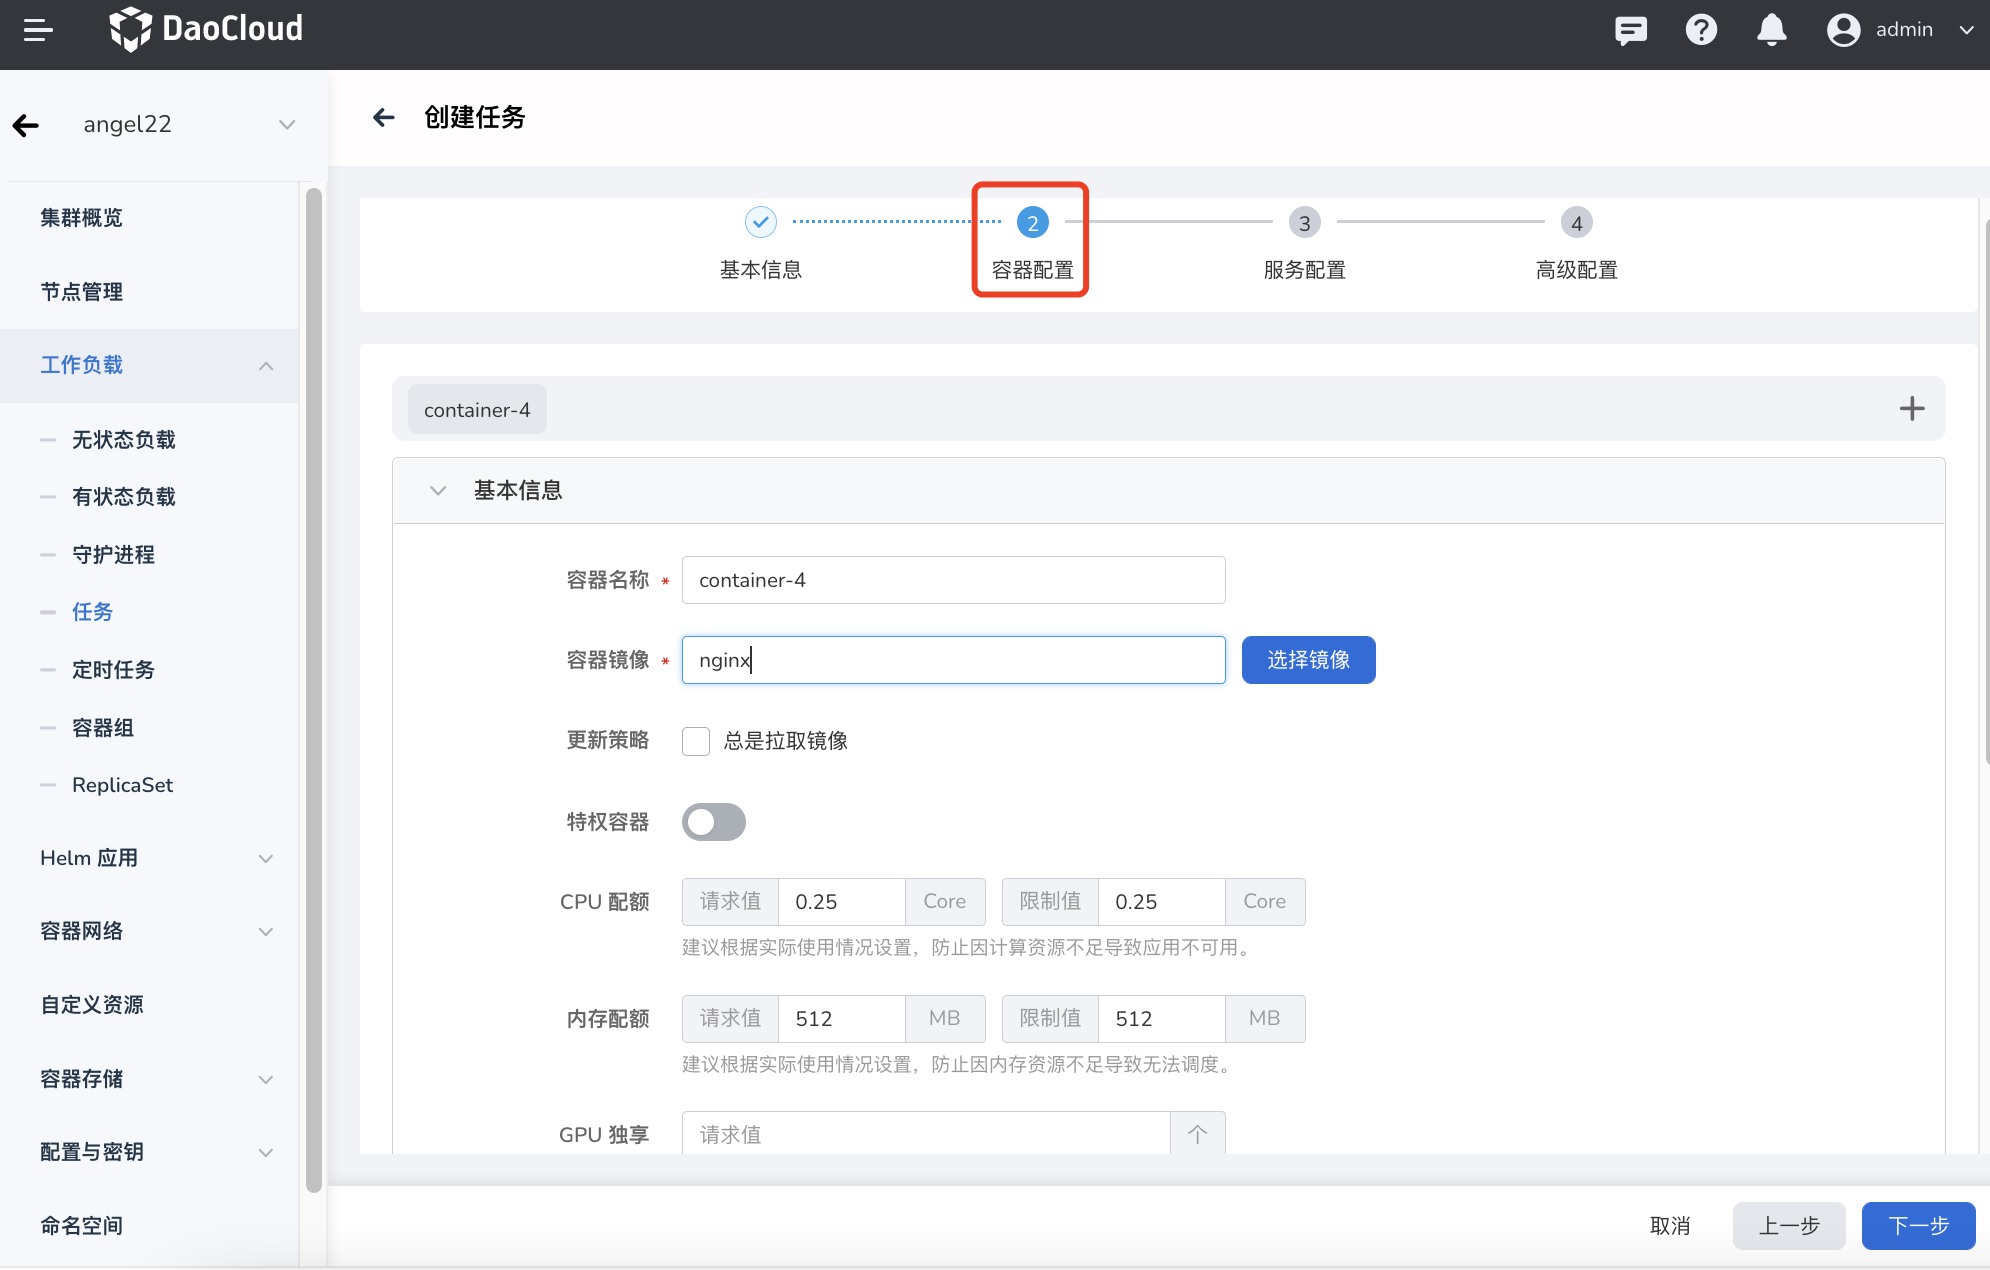 DaoCloud
admin
angel22
创建任务
集群概览
节点管理
工作负载
无状态负载
有状态负载
守护进程
任务
定时任务
容器组
ReplicaSet
Helm 应用
容器网络
自定义资源
容器存储
配置与密钥
命名空间
2 3 4
基本信息 容器配置 服务配置 高级配置
container-4
基本信息
容器名称 * container-4
容器镜像 * nginx 选择镜像
更新策略 总是拉取镜像
特权容器
CPU 配额 请求值 0.25 Core 限制值 0.25 Core
建议根据实际使用情况设置，防止因计算资源不足导致应用不可用。
内存配额 请求值 512 MB 限制值 512 MB
建议根据实际使用情况设置，防止因内存资源不足导致无法调度。
GPU 独享 请求值 个
取消 上一步 下一步